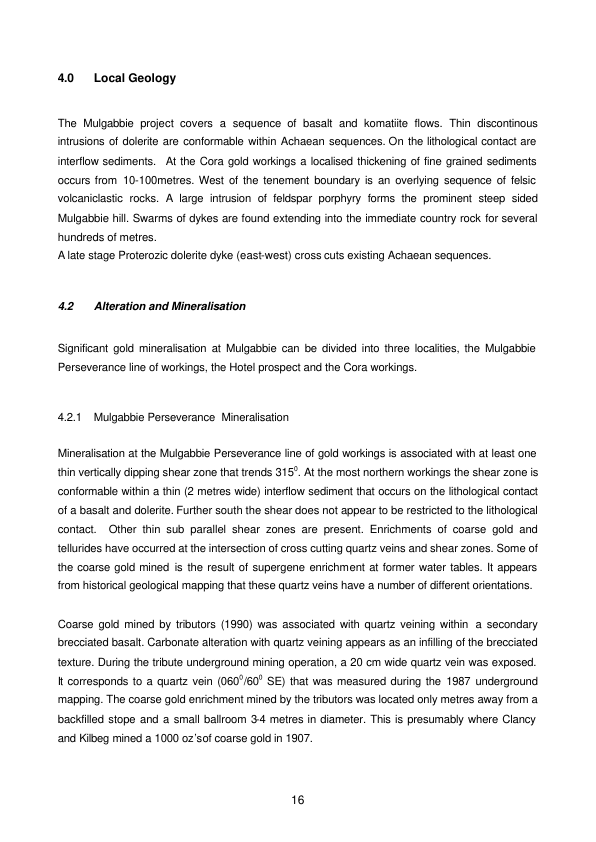 4.0 Local Geology
The Mulgabbie project covers a sequence of basalt and komatiite flows. Thin discontinous
intrusions of dolerite are conformable within Achaean sequences. On the lithological contact are
interflow sediments. At the Cora gold workings a localised thickening of fine grained sediments
occurs from 10-100metres. West of the tenement boundary is an overlying sequence of felsic
volcaniclastic rocks. A large intrusion of feldspar porphyry forms the prominent steep sided
Mulgabbie hill. Swarms of dykes are found extending into the immediate country rock for several
hundreds of metres.
A late stage Proterozic dolerite dyke (east-west) cross cuts existing Achaean sequences.
4.2 Alteration and Mineralisation
Significant gold mineralisation at Mulgabbie can be divided into three localities, the Mulgabbie
Perseverance line of workings, the Hotel prospect and the Cora workings.
4.2.1 Mulgabbie Perseverance Mineralisation
Mineralisation at the Mulgabbie Perseverance line of gold workings is associated with at least one
thin vertically dipping shear zone that trends 315⁰. At the most northern workings the shear zone is
conformable within a thin (2 metres wide) interflow sediment that occurs on the lithological contact
of a basalt and dolerite. Further south the shear does not appear to be restricted to the lithological
contact. Other thin sub parallel shear zones are present. Enrichments of coarse gold and
tellurides have occurred at the intersection of cross cutting quartz veins and shear zones. Some of
the coarse gold mined is the result of supergene enrichment at former water tables. It appears
from historical geological mapping that these quartz veins have a number of different orientations.
Coarse gold mined by tributors (1990) was associated with quartz veining within a secondary
brecciated basalt. Carbonate alteration with quartz veining appears as an infilling of the brecciated
texture. During the tribute underground mining operation, a 20 cm wide quartz vein was exposed.
It corresponds to a quartz vein (060⁰/60⁰ SE) that was measured during the 1987 underground
mapping. The coarse gold enrichment mined by the tributors was located only metres away from a
backfilled stope and a small ballroom 3-4 metres in diameter. This is presumably where Clancy
and Kilbeg mined a 1000 oz'sof coarse gold in 1907.
16